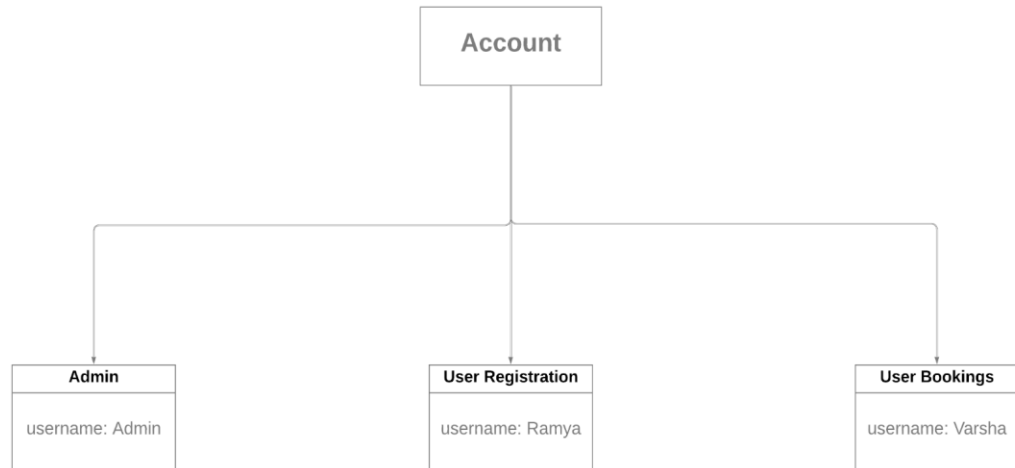 Account
Admin
User Registration
User Bookings
username: Admin
username: Ramya
username: Varsha